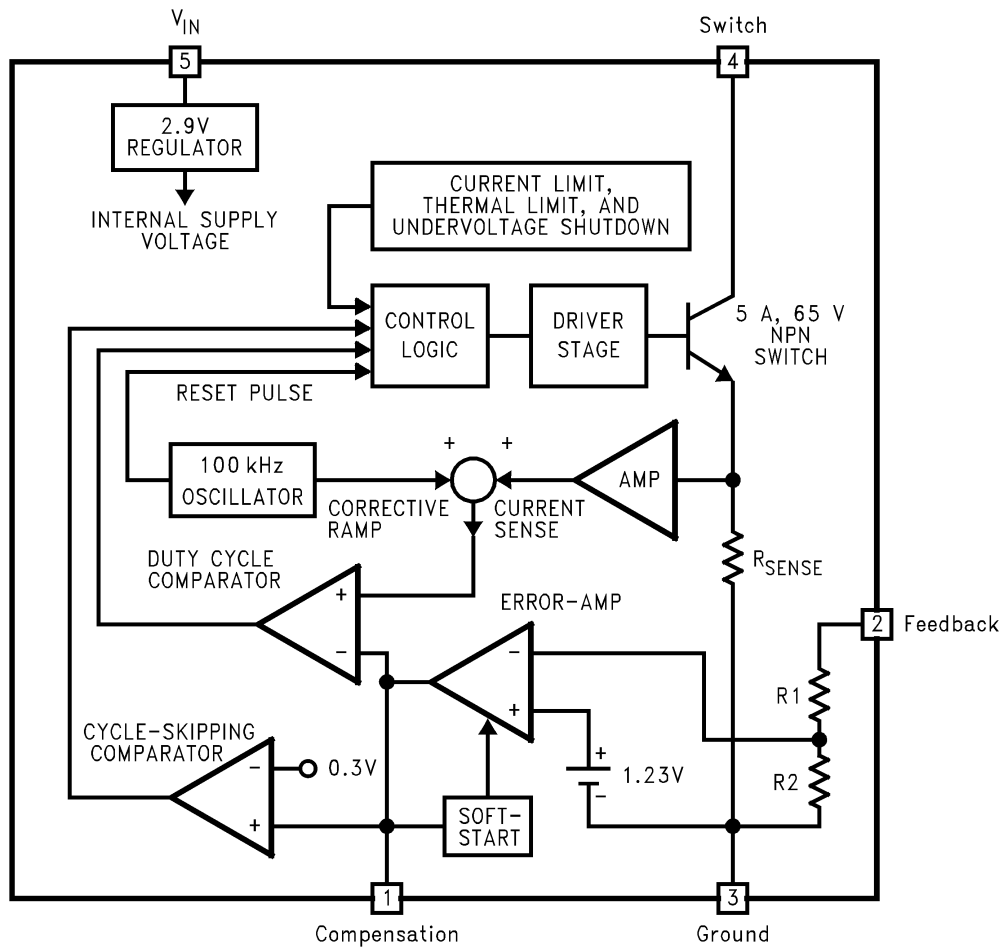 VIN
Switch
5
4
2.9V
REGULATOR
INTERNAL SUPPLY
VOLTAGE
CURRENT LIMIT,
THERMAL LIMIT, AND
UNDERVOLTAGE SHUTDOWN
CONTROL
LOGIC
DRIVER
STAGE
5 A, 65 V
NPN
SWITCH
RESET PULSE
+
+
100 kHz
OSCILLATOR
AMP
CORRECTIVE
RAMP
CURRENT
SENSE
RSENSE
DUTY CYCLE
COMPARATOR
+
−
ERROR-AMP
−
+
2
Feedback
R1
CYCLE-SKIPPING
COMPARATOR
−
+
0.3V
SOFT-
START
+
−
1.23V
R2
1
3
Compensation
Ground